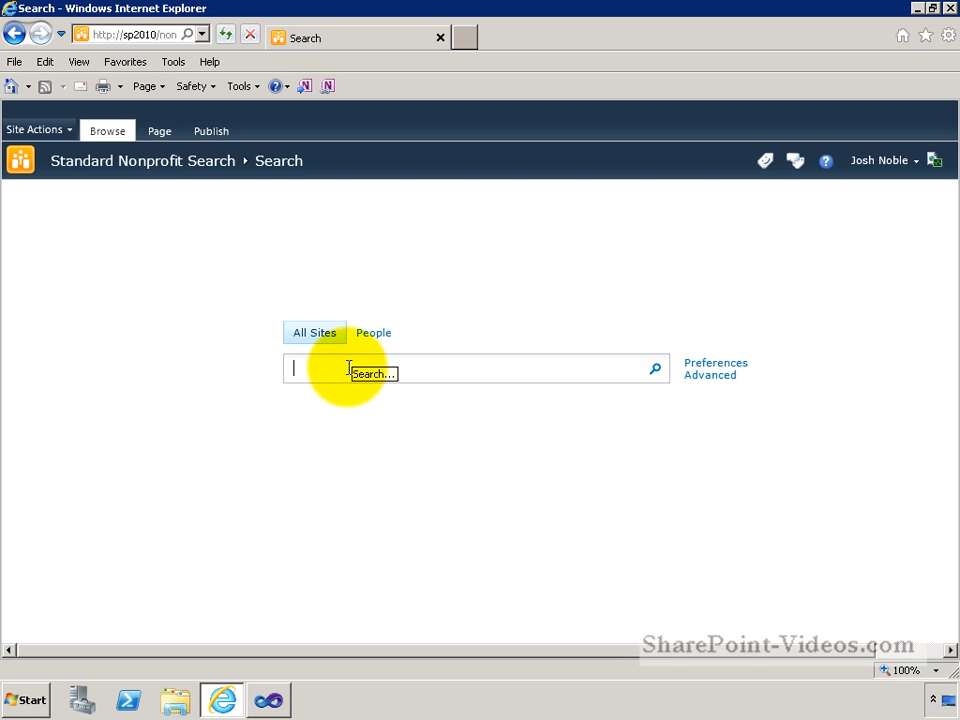 Search - Windows Internet Explorer
http://sp2010/non
Search
File Edit View Favorites Tools Help
Page Safety Tools
Site Actions Browse Page Publish
Standard Nonprofit Search Search
Josh Noble
All Sites People
Search...
Preferences
Advanced
SharePoint-Videos.com
100%
Start